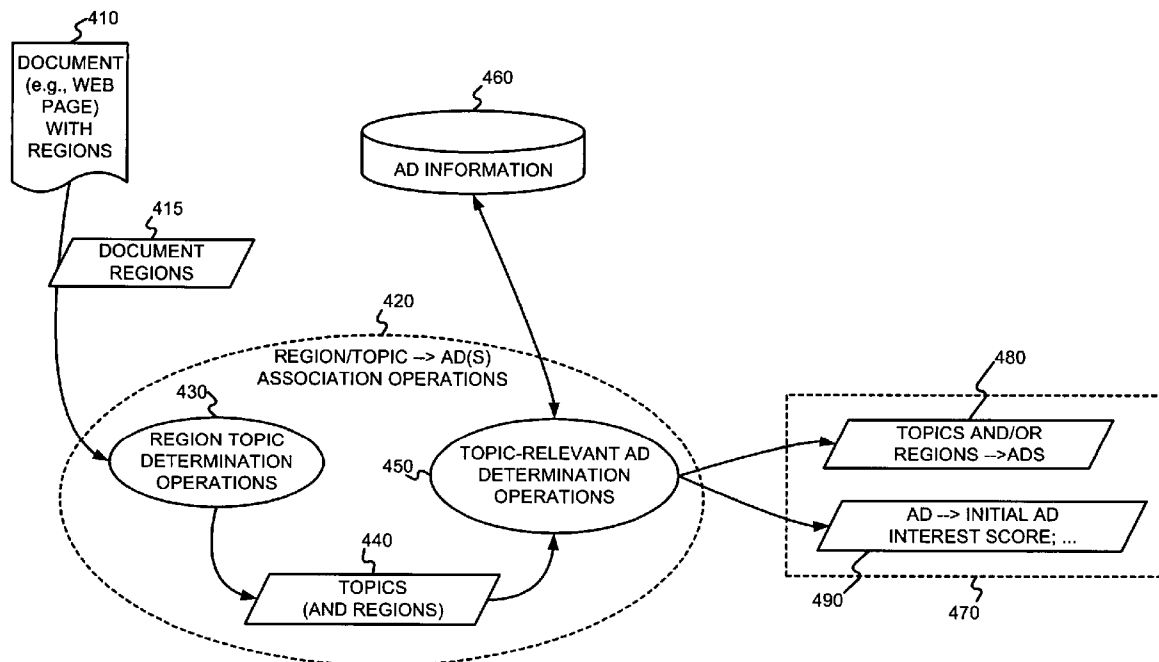 410
DOCUMENT
(e.g., WEB
PAGE)
WITH
REGIONS
460
AD INFORMATION
415
DOCUMENT
REGIONS
420
REGION/TOPIC --> AD(S)
ASSOCIATION OPERATIONS
430
REGION TOPIC
DETERMINATION
OPERATIONS
450
TOPIC-RELEVANT AD
DETERMINATION
OPERATIONS
480
TOPICS AND/OR
REGIONS -->ADS
AD --> INITIAL AD
INTEREST SCORE; ...
490
470
440
TOPICS
(AND REGIONS)